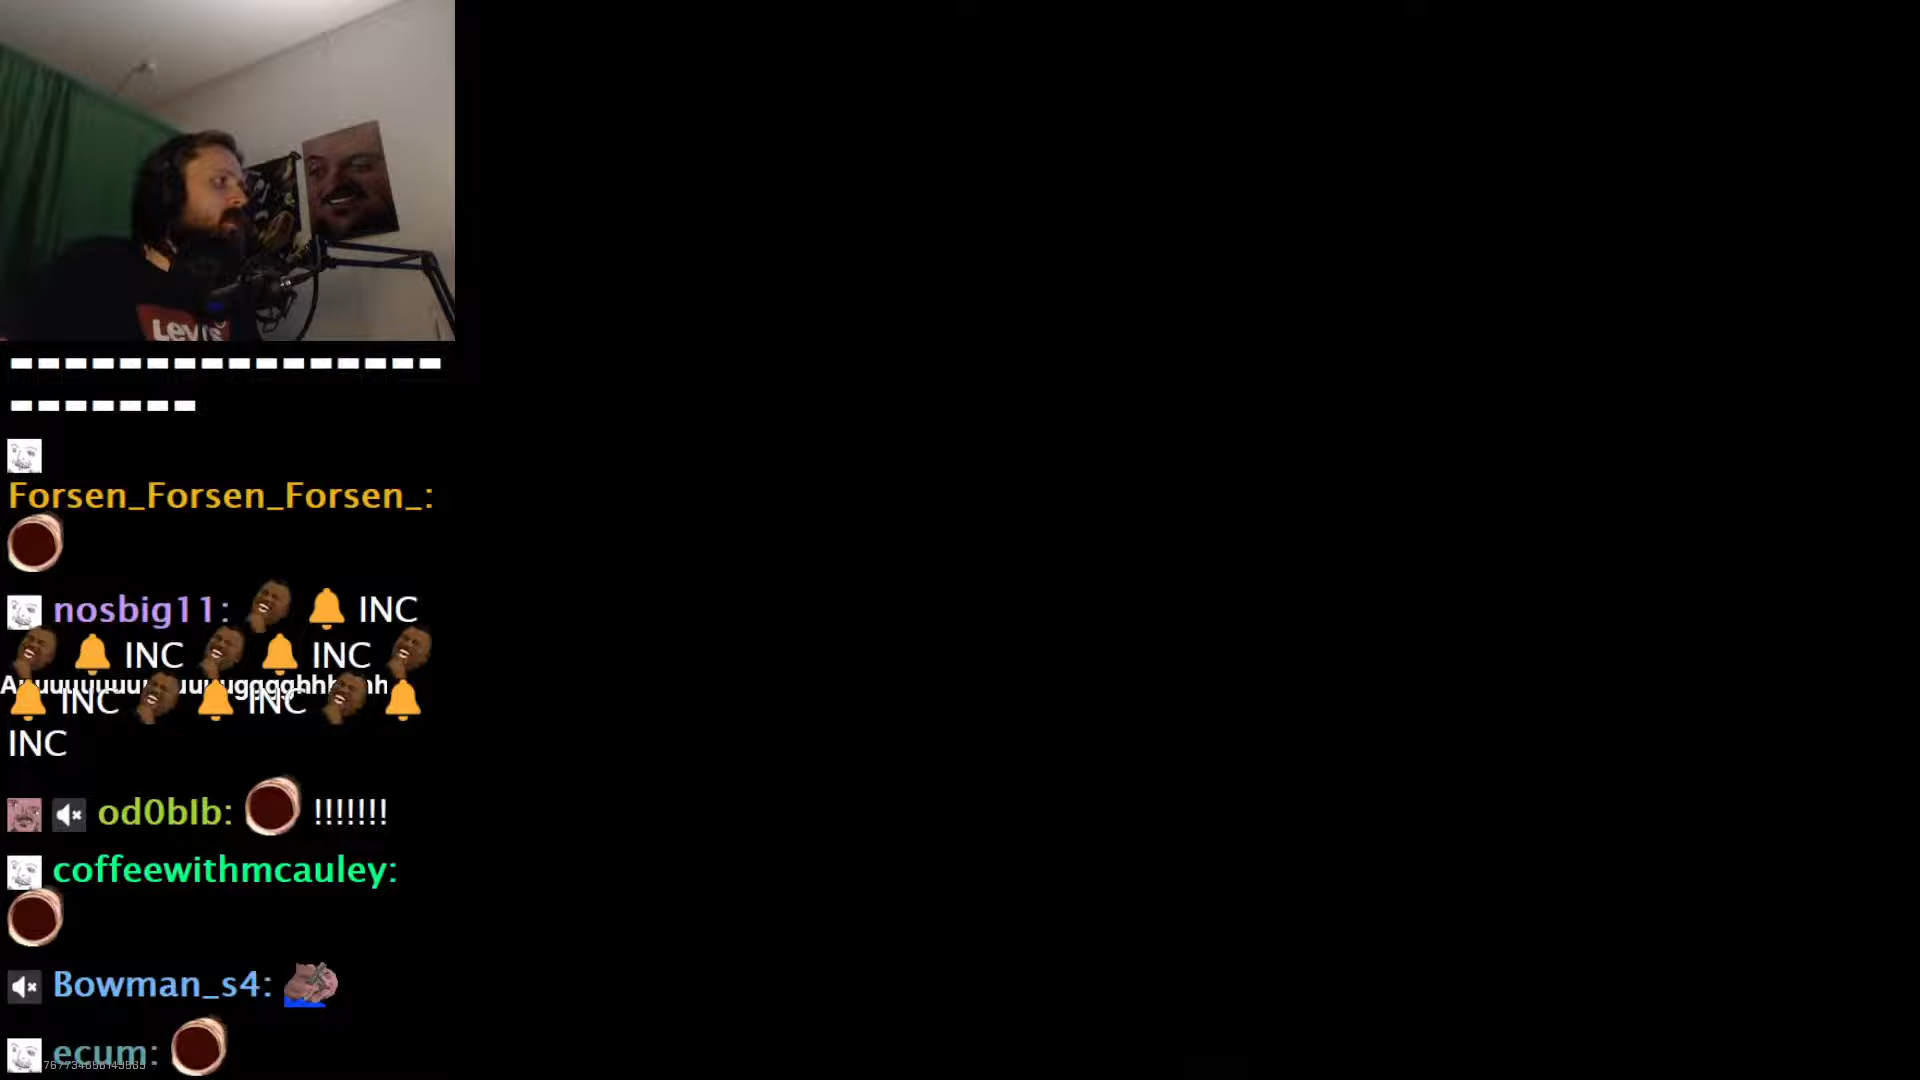 Levi's
Forsen_Forsen_Forsen_:
nosbig11: INC
INC INC
INC INC
INC
od0blb: !!!!!!!
coffeewithmcauley:
Bowman_s4:
ecum: